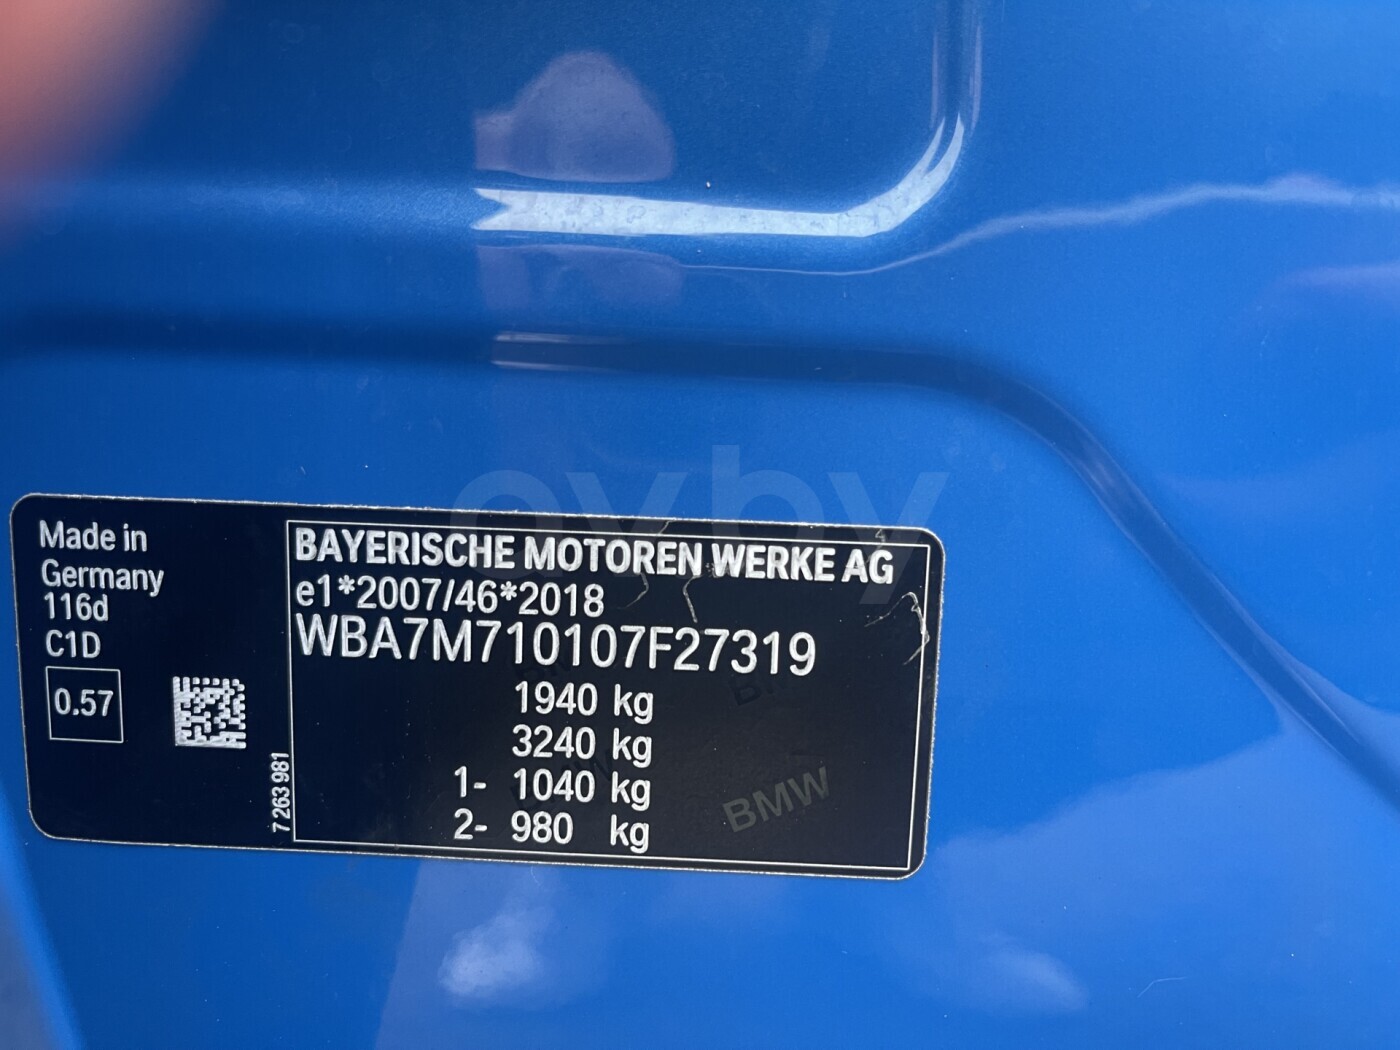 Made in
Germany
116d
C1D
0.57
7 263 981
BAYERISCHE MOTOREN WERKE AG
e1*2007/46*2018
WBA7M710107F27319
1940 kg
3240 kg
1- 1040 kg
2- 980 kg
BMW